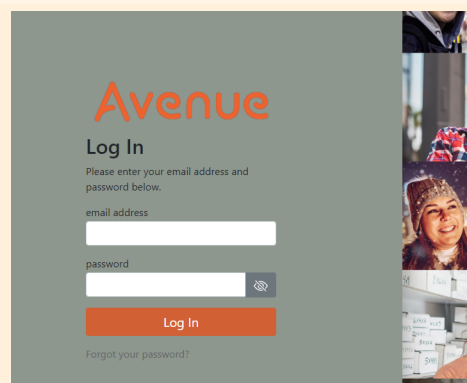 Avenue
Log In
Please enter your email address and
password below.
email address
password
Log In
Forgot your password?